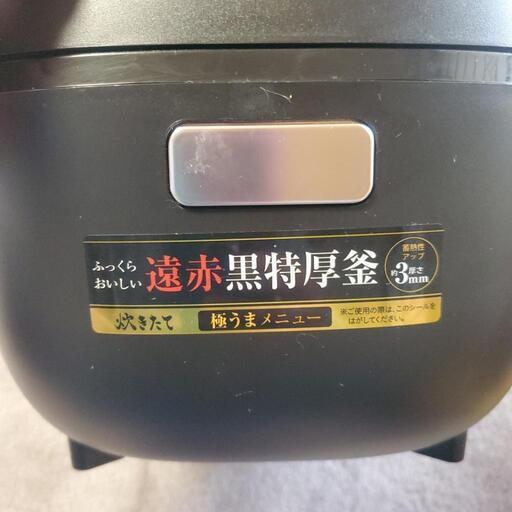 ふっくら
おいしい
遠赤黒特厚釜
蓄熱性
アップ
約3mm
厚さ
炊きたて
極うまメニュー
※ご使用の際は、このシールを
はがしてください。